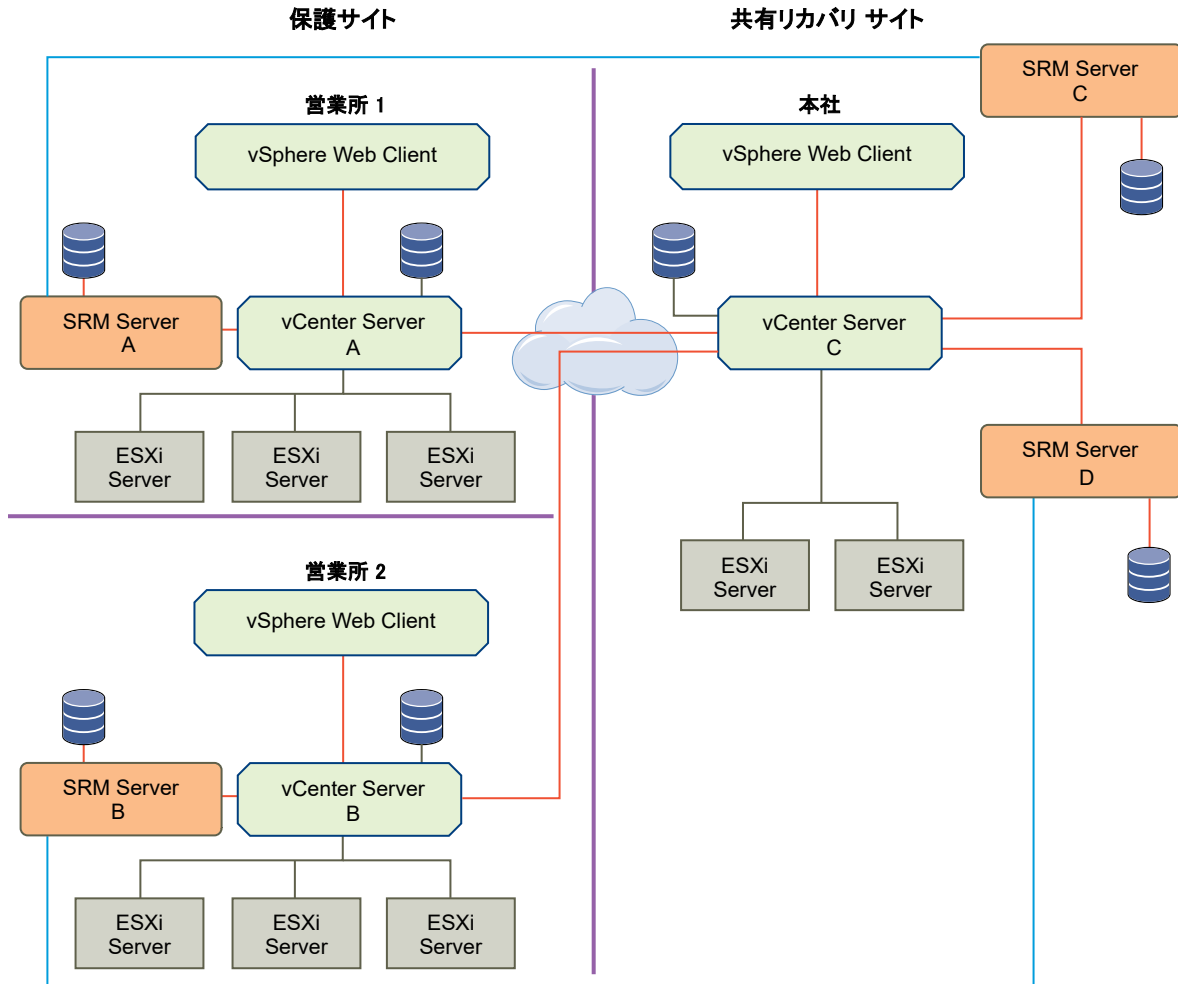 保護サイト
共有リカバリ サイト
SRM Server
C
営業所 1
vSphere Web Client
本社
vSphere Web Client
SRM Server
A
vCenter Server
A
vCenter Server
C
ESXi
Server
ESXi
Server
ESXi
Server
SRM Server
D
ESXi
Server
ESXi
Server
営業所 2
vSphere Web Client
SRM Server
B
vCenter Server
B
ESXi
Server
ESXi
Server
ESXi
Server